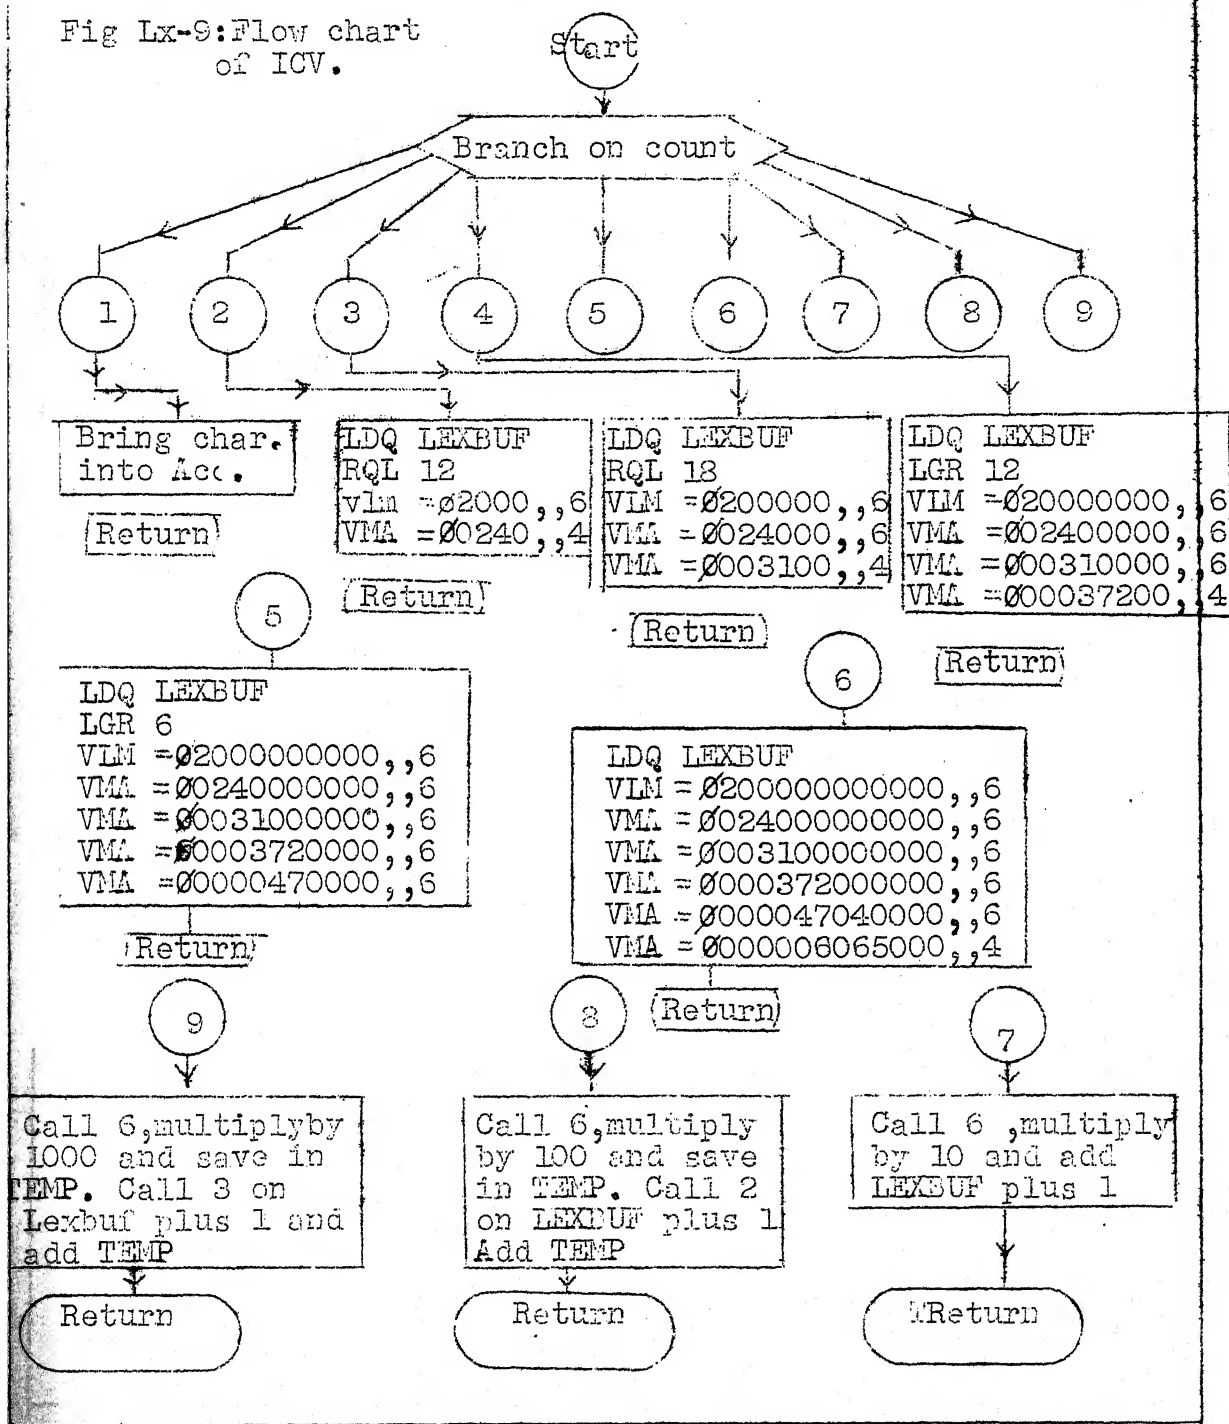 Fig Lx-9:Flow chart
of ICV.
Start
Branch on count
1 2 3 4 5 6 7 8 9
Bring char.
into Acc.
Return
LDQ LEXBUF
RQL 12
vlm =Ø2000,,6
VMA =Ø0240,,4
Return
LDQ LEXBUF
RQL 18
VLM =Ø200000,,6
VMA =Ø024000,,6
VMA =Ø003100,,4
Return
LDQ LEXBUF
LGR 12
VLM =Ø20000000,,6
VMA =Ø02400000,,6
VMA =Ø00310000,,6
VMA =Ø00037200,,4
Return
5
LDQ LEXBUF
LGR 6
VLM =Ø2000000000,,6
VMA =Ø0240000000,,6
VMA =Ø0031000000,,6
VMA =Ø0003720000,,6
VMA =Ø0000470000,,6
Return
6
LDQ LEXBUF
VLM =Ø200000000000,,6
VMA =Ø024000000000,,6
VMA =Ø003100000000,,6
VMA =Ø000372000000,,6
VMA =Ø000047040000,,6
VMA =Ø000006065000,,4
Return
9
Call 6,multiplyby
1000 and save in
TEMP. Call 3 on
Lexbuf plus 1 and
add TEMP
Return
8
Call 6,multiply
by 100 and save
in TEMP. Call 2
on LEXBUF plus 1
Add TEMP
Return
7
Call 6 ,multiply
by 10 and add
LEXBUF plus 1
Return